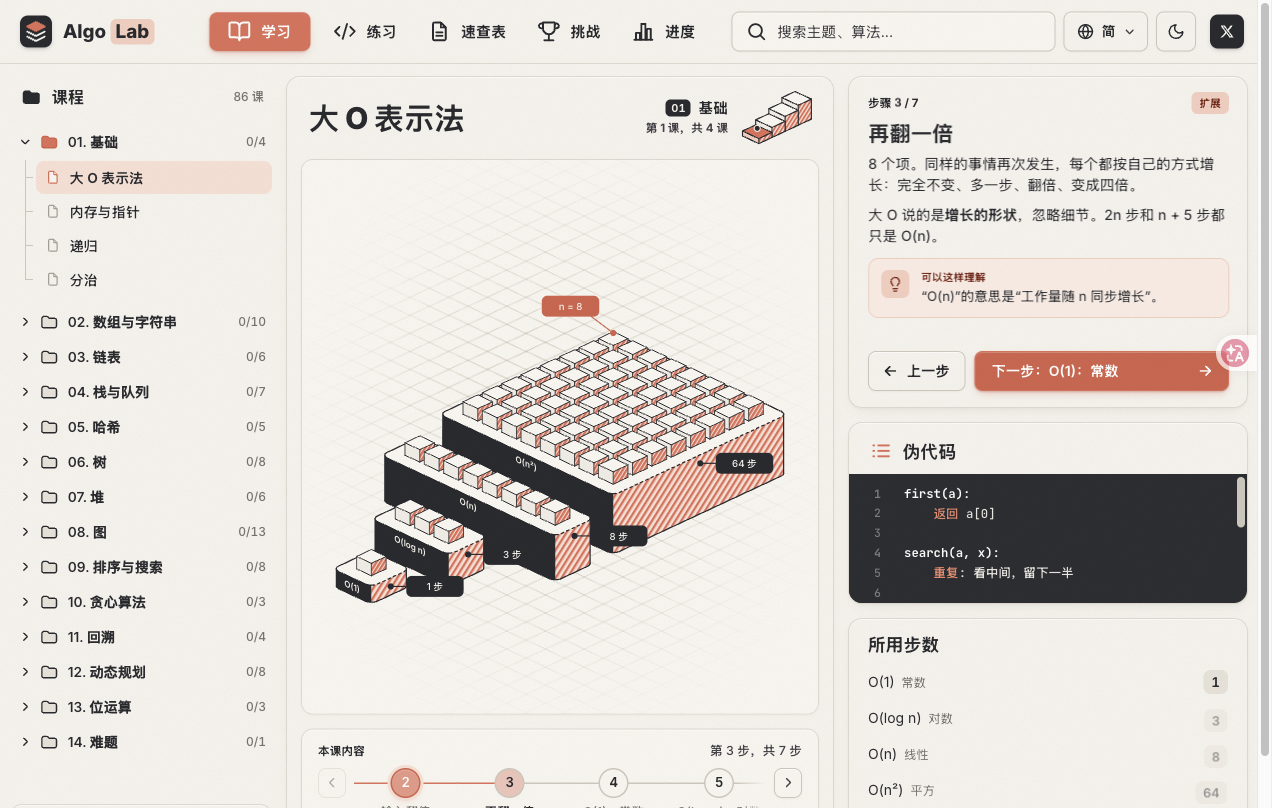 Algo Lab
学习
练习
速查表
挑战
进度
搜索主题、算法...
简
课程
86 课
01. 基础
0/4
大 O 表示法
内存与指针
递归
分治
02. 数组与字符串
0/10
03. 链表
0/6
04. 栈与队列
0/7
05. 哈希
0/5
06. 树
0/8
07. 堆
0/6
08. 图
0/13
09. 排序与搜索
0/8
10. 贪心算法
0/3
11. 回溯
0/4
12. 动态规划
0/8
13. 位运算
0/3
14. 难题
0/1
大 O 表示法
01 基础
第 1 课，共 4 课
n = 8
O(n²)
64 步
O(n)
8 步
O(log n)
3 步
O(1)
1 步
本课内容
第 3 步，共 7 步
2
3
4
5
步骤 3 / 7
扩展
再翻一倍
8 个项。同样的事情再次发生，每个都按自己的方式增
长：完全不变、多一步、翻倍、变成四倍。
大 O 说的是增长的形状，忽略细节。2n 步和 n + 5 步都
只是 O(n)。
可以这样理解
“O(n)”的意思是“工作量随 n 同步增长”。
上一步
下一步：O(1)：常数
伪代码
1 first(a):
2 返回 a[0]
3
4 search(a, x):
5 重复: 看中间，留下一半
6
所用步数
O(1) 常数
1
O(log n) 对数
3
O(n) 线性
8
O(n²) 平方
64